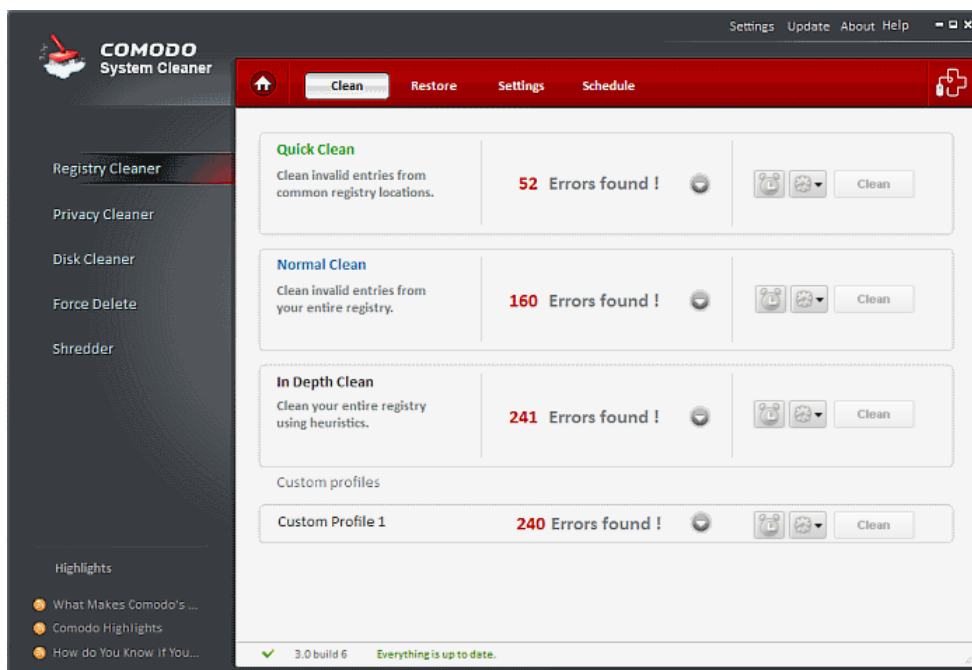 Settings Update About Help
COMODO
System Cleaner
Clean Restore Settings Schedule
Registry Cleaner
Privacy Cleaner
Disk Cleaner
Force Delete
Shredder
Quick Clean
Clean invalid entries from
common registry locations.
52 Errors found !
Clean
Normal Clean
Clean invalid entries from
your entire registry.
160 Errors found !
Clean
In Depth Clean
Clean your entire registry
using heuristics.
241 Errors found !
Clean
Custom profiles
Custom Profile 1
240 Errors found !
Clean
Highlights
What Makes Comodo's ...
Comodo Highlights
How do You Know if You...
3.0 build 6 Everything is up to date.